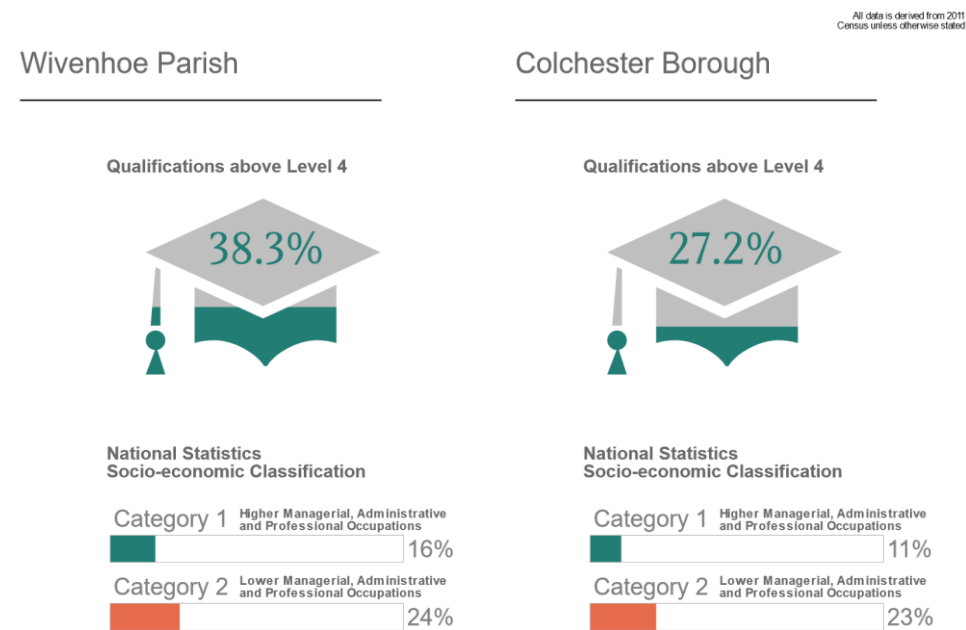 All data is derived from 2011
Census unless otherwise stated
Wivenhoe Parish
Qualifications above Level 4
38.3%
National Statistics
Socio-economic Classification
Category 1
Higher Managerial, Administrative
and Professional Occupations
16%
Category 2
Lower Managerial, Administrative
and Professional Occupations
24%
Colchester Borough
Qualifications above Level 4
27.2%
National Statistics
Socio-economic Classification
Category 1
Higher Managerial, Administrative
and Professional Occupations
11%
Category 2
Lower Managerial, Administrative
and Professional Occupations
23%